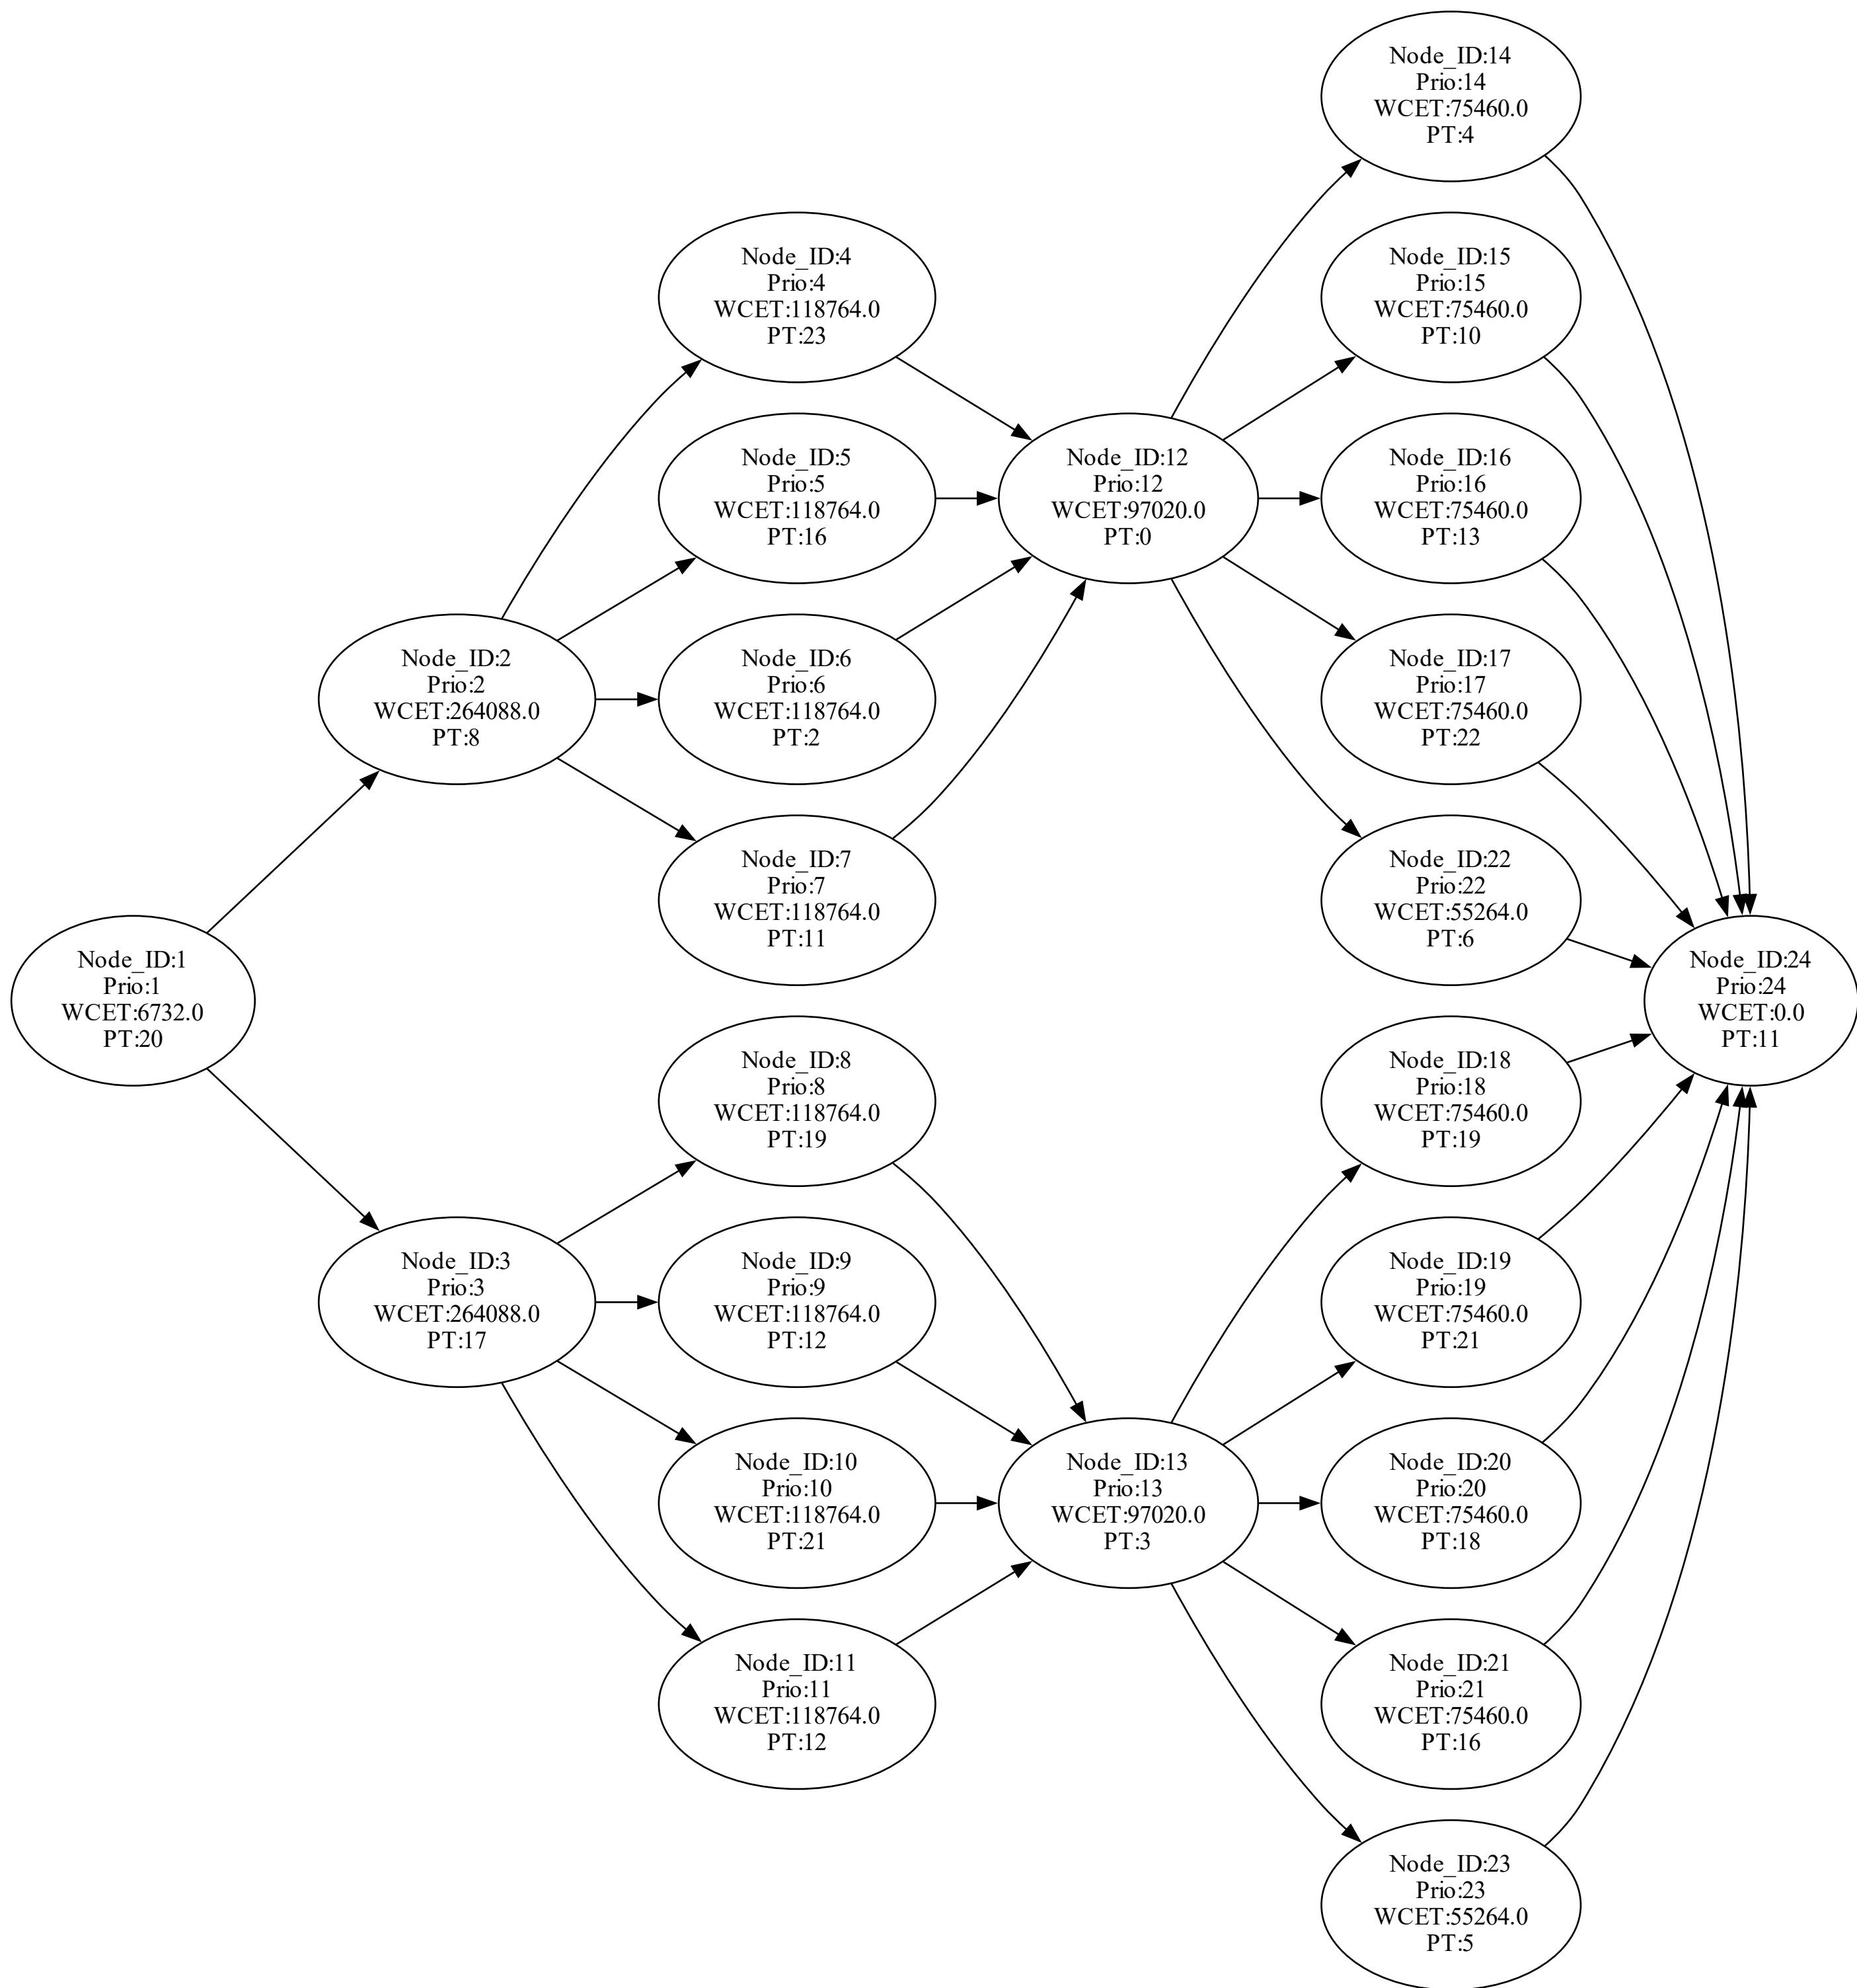 Node_ID:1
Prio:1
WCET:6732.0
PT:20
Node_ID:2
Prio:2
WCET:264088.0
PT:8
Node_ID:3
Prio:3
WCET:264088.0
PT:17
Node_ID:4
Prio:4
WCET:118764.0
PT:23
Node_ID:5
Prio:5
WCET:118764.0
PT:16
Node_ID:6
Prio:6
WCET:118764.0
PT:2
Node_ID:7
Prio:7
WCET:118764.0
PT:11
Node_ID:8
Prio:8
WCET:118764.0
PT:19
Node_ID:9
Prio:9
WCET:118764.0
PT:12
Node_ID:10
Prio:10
WCET:118764.0
PT:21
Node_ID:11
Prio:11
WCET:118764.0
PT:12
Node_ID:12
Prio:12
WCET:97020.0
PT:0
Node_ID:13
Prio:13
WCET:97020.0
PT:3
Node_ID:14
Prio:14
WCET:75460.0
PT:4
Node_ID:15
Prio:15
WCET:75460.0
PT:10
Node_ID:16
Prio:16
WCET:75460.0
PT:13
Node_ID:17
Prio:17
WCET:75460.0
PT:22
Node_ID:22
Prio:22
WCET:55264.0
PT:6
Node_ID:18
Prio:18
WCET:75460.0
PT:19
Node_ID:19
Prio:19
WCET:75460.0
PT:21
Node_ID:20
Prio:20
WCET:75460.0
PT:18
Node_ID:21
Prio:21
WCET:75460.0
PT:16
Node_ID:23
Prio:23
WCET:55264.0
PT:5
Node_ID:24
Prio:24
WCET:0.0
PT:11